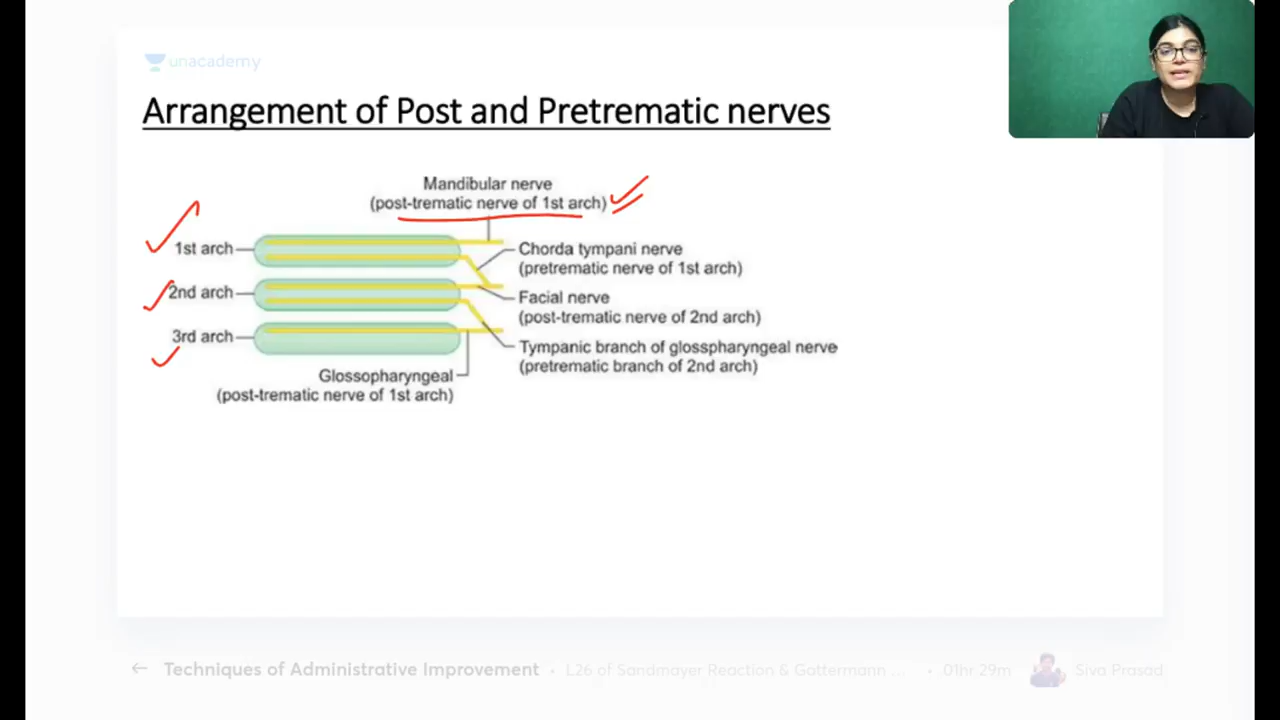 unacademy
Arrangement of Post and Pretrematic nerves
Mandibular nerve
(post-trematic nerve of 1st arch)
1st arch
Chorda tympani nerve
(pretrematic nerve of 1st arch)
2nd arch
Facial nerve
(post-trematic nerve of 2nd arch)
3rd arch
Tympanic branch of glosspharyngeal nerve
(pretrematic branch of 2nd arch)
Glossopharyngeal
(post-trematic nerve of 1st arch)
← Techniques of Administrative Improvement • L26 of Sandmayer Reaction & Gattermann ... • 01hr 29m Siva Prasad